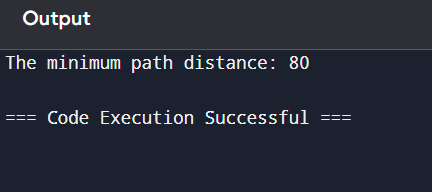 Output
The minimum path distance: 80
=== Code Execution Successful ===